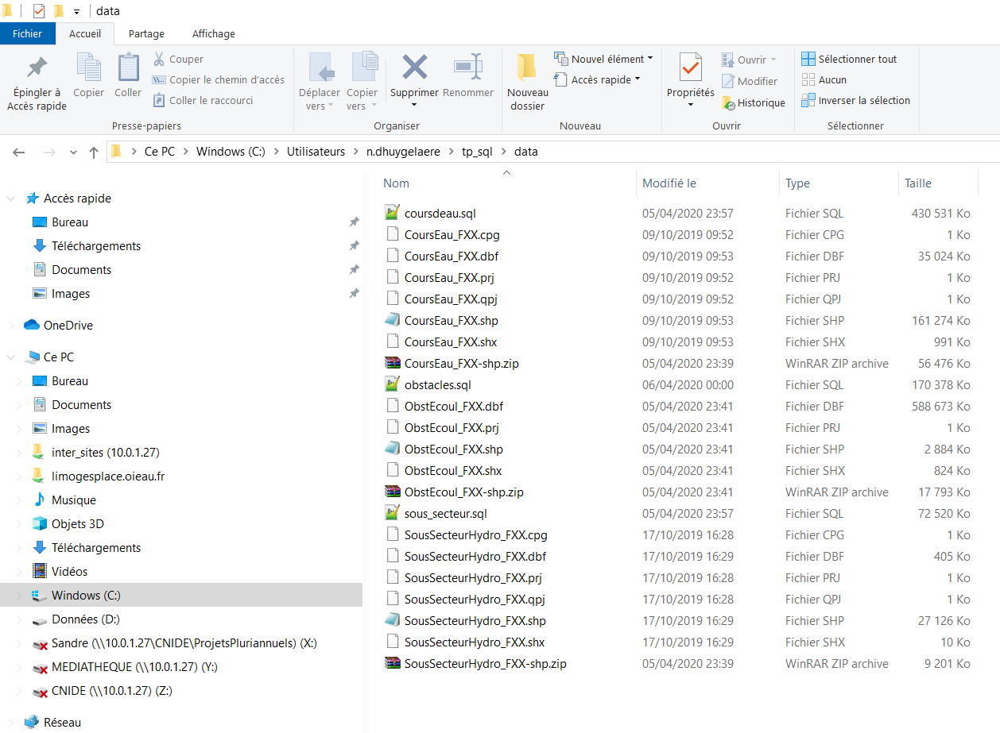 data
Fichier Accueil Partage Affichage
Épingler à Accès rapide
Copier
Coller
Couper
Copier le chemin d'accès
Coller le raccourci
Presse-papiers
Déplacer vers
Copier vers
Supprimer
Renommer
Organiser
Nouveau dossier
Nouvel élément
Accès rapide
Nouveau
Propriétés
Ouvrir
Modifier
Historique
Ouvrir
Sélectionner tout
Aucun
Inverser la sélection
Sélectionner
Ce PC > Windows (C:) > Utilisateurs > n.dhuygelaere > tp_sql > data
Accès rapide
Bureau
Téléchargements
Documents
Images
OneDrive
Ce PC
Bureau
Documents
Images
inter_sites (10.0.1.27)
limogesplace.oieau.fr
Musique
Objets 3D
Téléchargements
Vidéos
Windows (C:)
Données (D:)
Sandre (\\10.0.1.27\CNIDE\ProjetsPluriannuels) (X:)
MEDIATHEQUE (\\10.0.1.27) (Y:)
CNIDE (\\10.0.1.27) (Z:)
Réseau
Nom Modifié le Type Taille
coursdeau.sql 05/04/2020 23:57 Fichier SQL 430 531 Ko
CoursEau_FXX.cpg 09/10/2019 09:52 Fichier CPG 1 Ko
CoursEau_FXX.dbf 09/10/2019 09:53 Fichier DBF 35 024 Ko
CoursEau_FXX.prj 09/10/2019 09:52 Fichier PRJ 1 Ko
CoursEau_FXX.qpj 09/10/2019 09:52 Fichier QPJ 1 Ko
CoursEau_FXX.shp 09/10/2019 09:53 Fichier SHP 161 274 Ko
CoursEau_FXX.shx 09/10/2019 09:53 Fichier SHX 991 Ko
CoursEau_FXX-shp.zip 05/04/2020 23:39 WinRAR ZIP archive 56 476 Ko
obstacles.sql 06/04/2020 00:00 Fichier SQL 170 378 Ko
ObstEcoul_FXX.dbf 05/04/2020 23:41 Fichier DBF 588 673 Ko
ObstEcoul_FXX.prj 05/04/2020 23:41 Fichier PRJ 1 Ko
ObstEcoul_FXX.shp 05/04/2020 23:41 Fichier SHP 2 884 Ko
ObstEcoul_FXX.shx 05/04/2020 23:41 Fichier SHX 824 Ko
ObstEcoul_FXX-shp.zip 05/04/2020 23:41 WinRAR ZIP archive 17 793 Ko
sous_secteur.sql 05/04/2020 23:57 Fichier SQL 72 520 Ko
SousSecteurHydro_FXX.cpg 17/10/2019 16:28 Fichier CPG 1 Ko
SousSecteurHydro_FXX.dbf 17/10/2019 16:29 Fichier DBF 405 Ko
SousSecteurHydro_FXX.prj 17/10/2019 16:28 Fichier PRJ 1 Ko
SousSecteurHydro_FXX.qpj 17/10/2019 16:28 Fichier QPJ 1 Ko
SousSecteurHydro_FXX.shp 17/10/2019 16:29 Fichier SHP 27 126 Ko
SousSecteurHydro_FXX.shx 17/10/2019 16:29 Fichier SHX 10 Ko
SousSecteurHydro_FXX-shp.zip 05/04/2020 23:39 WinRAR ZIP archive 9 201 Ko